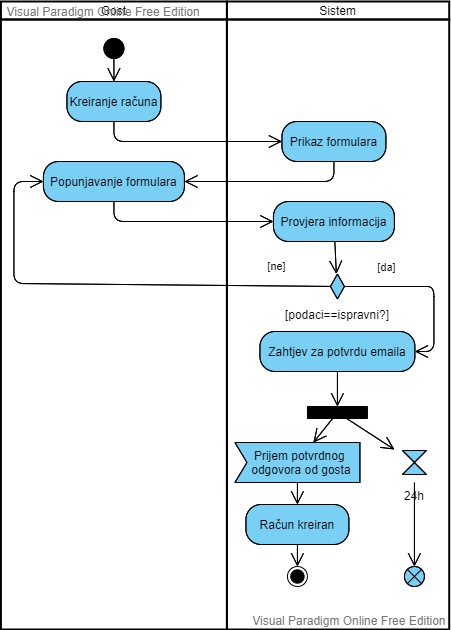 Visual Paradigm Online Free Edition
Gost
Sistem
Kreiranje računa
Prikaz formulara
Popunjavanje formulara
Provjera informacija
[ne]
[da]
[podaci==ispravni?]
Zahtjev za potvrdu emaila
Prijem potvrdnog
odgovora od gosta
24h
Račun kreiran
Visual Paradigm Online Free Edition